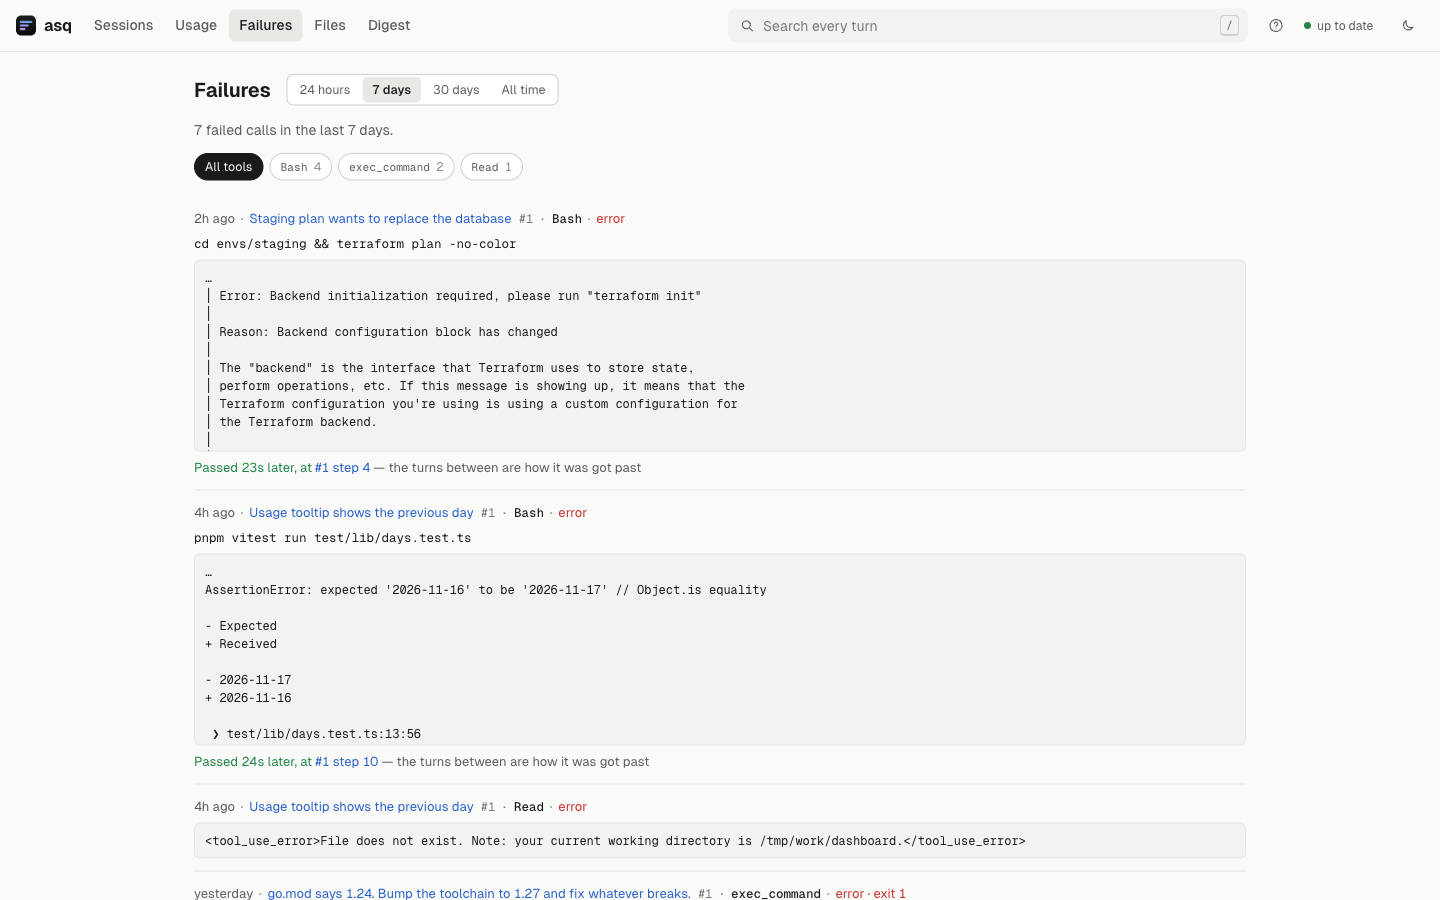 asq Sessions Usage Failures Files Digest Search every turn / up to date
Failures 24 hours 7 days 30 days All time
7 failed calls in the last 7 days.
All tools Bash 4 exec_command 2 Read 1
2h ago · Staging plan wants to replace the database #1 · Bash · error
cd envs/staging && terraform plan -no-color
…
│ Error: Backend initialization required, please run "terraform init"
│
│ Reason: Backend configuration block has changed
│
│ The "backend" is the interface that Terraform uses to store state,
│ perform operations, etc. If this message is showing up, it means that the
│ Terraform configuration you're using is using a custom configuration for
│ the Terraform backend.
│
Passed 23s later, at #1 step 4 — the turns between are how it was got past
4h ago · Usage tooltip shows the previous day #1 · Bash · error
pnpm vitest run test/lib/days.test.ts
…
AssertionError: expected '2026-11-16' to be '2026-11-17' // Object.is equality
- Expected
+ Received
- 2026-11-17
+ 2026-11-16
❯ test/lib/days.test.ts:13:56
Passed 24s later, at #1 step 10 — the turns between are how it was got past
4h ago · Usage tooltip shows the previous day #1 · Read · error
<tool_use_error>File does not exist. Note: your current working directory is /tmp/work/dashboard.</tool_use_error>
yesterday · go.mod says 1.24. Bump the toolchain to 1.27 and fix whatever breaks. #1 · exec_command · error · exit 1